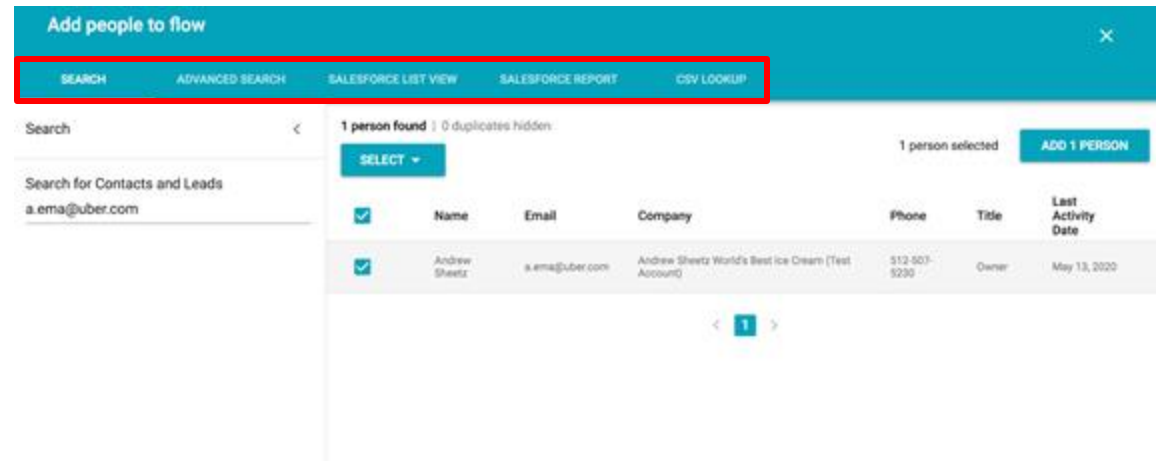 Add people to flow
×
SEARCH ADVANCED SEARCH SALESFORCE LIST VIEW SALESFORCE REPORT CSV LOOKUP
Search <
1 person found | 0 duplicates hidden
SELECT
1 person selected
ADD 1 PERSON
Search for Contacts and Leads
a.ema@uber.com
Name Email Company Phone Title Last
Activity
Date
Andrew
Sheetz
a.ema@uber.com
Andrew Sheetz World's Best Ice Cream (Test
Account)
512-507-
5230
Owner
May 13, 2020
< 1 >